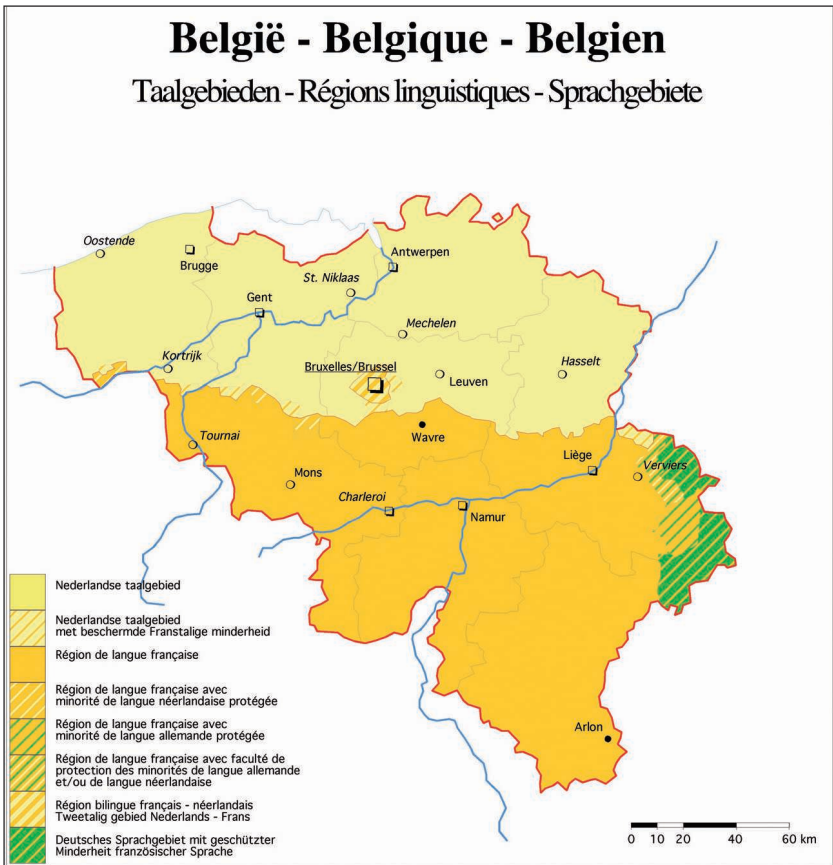 België - Belgique - Belgien
Taalgebieden - Régions linguistiques - Sprachgebiete
Oostende
Brugge
Antwerpen
St. Niklaas
Gent
Mechelen
Kortrijk
Bruxelles/Brussel
Leuven
Hasselt
Tournai
Wavre
Liège
Verviers
Mons
Charleroi
Namur
Arlon
Nederlandse taalgebied
Nederlandse taalgebied
met beschermde Franstalige minderheid
Région de langue française
Région de langue française avec
minorité de langue néerlandaise protégée
Région de langue française avec
minorité de langue allemande protégée
Région de langue française avec faculté de
protection des minorités de langue allemande
et/ou de langue néerlandaise
Région bilingue français - néerlandais
Tweetalig gebied Nederlands - Frans
Deutsches Sprachgebiet mit geschützter
Minderheit französischer Sprache
0 10 20 40 60 km